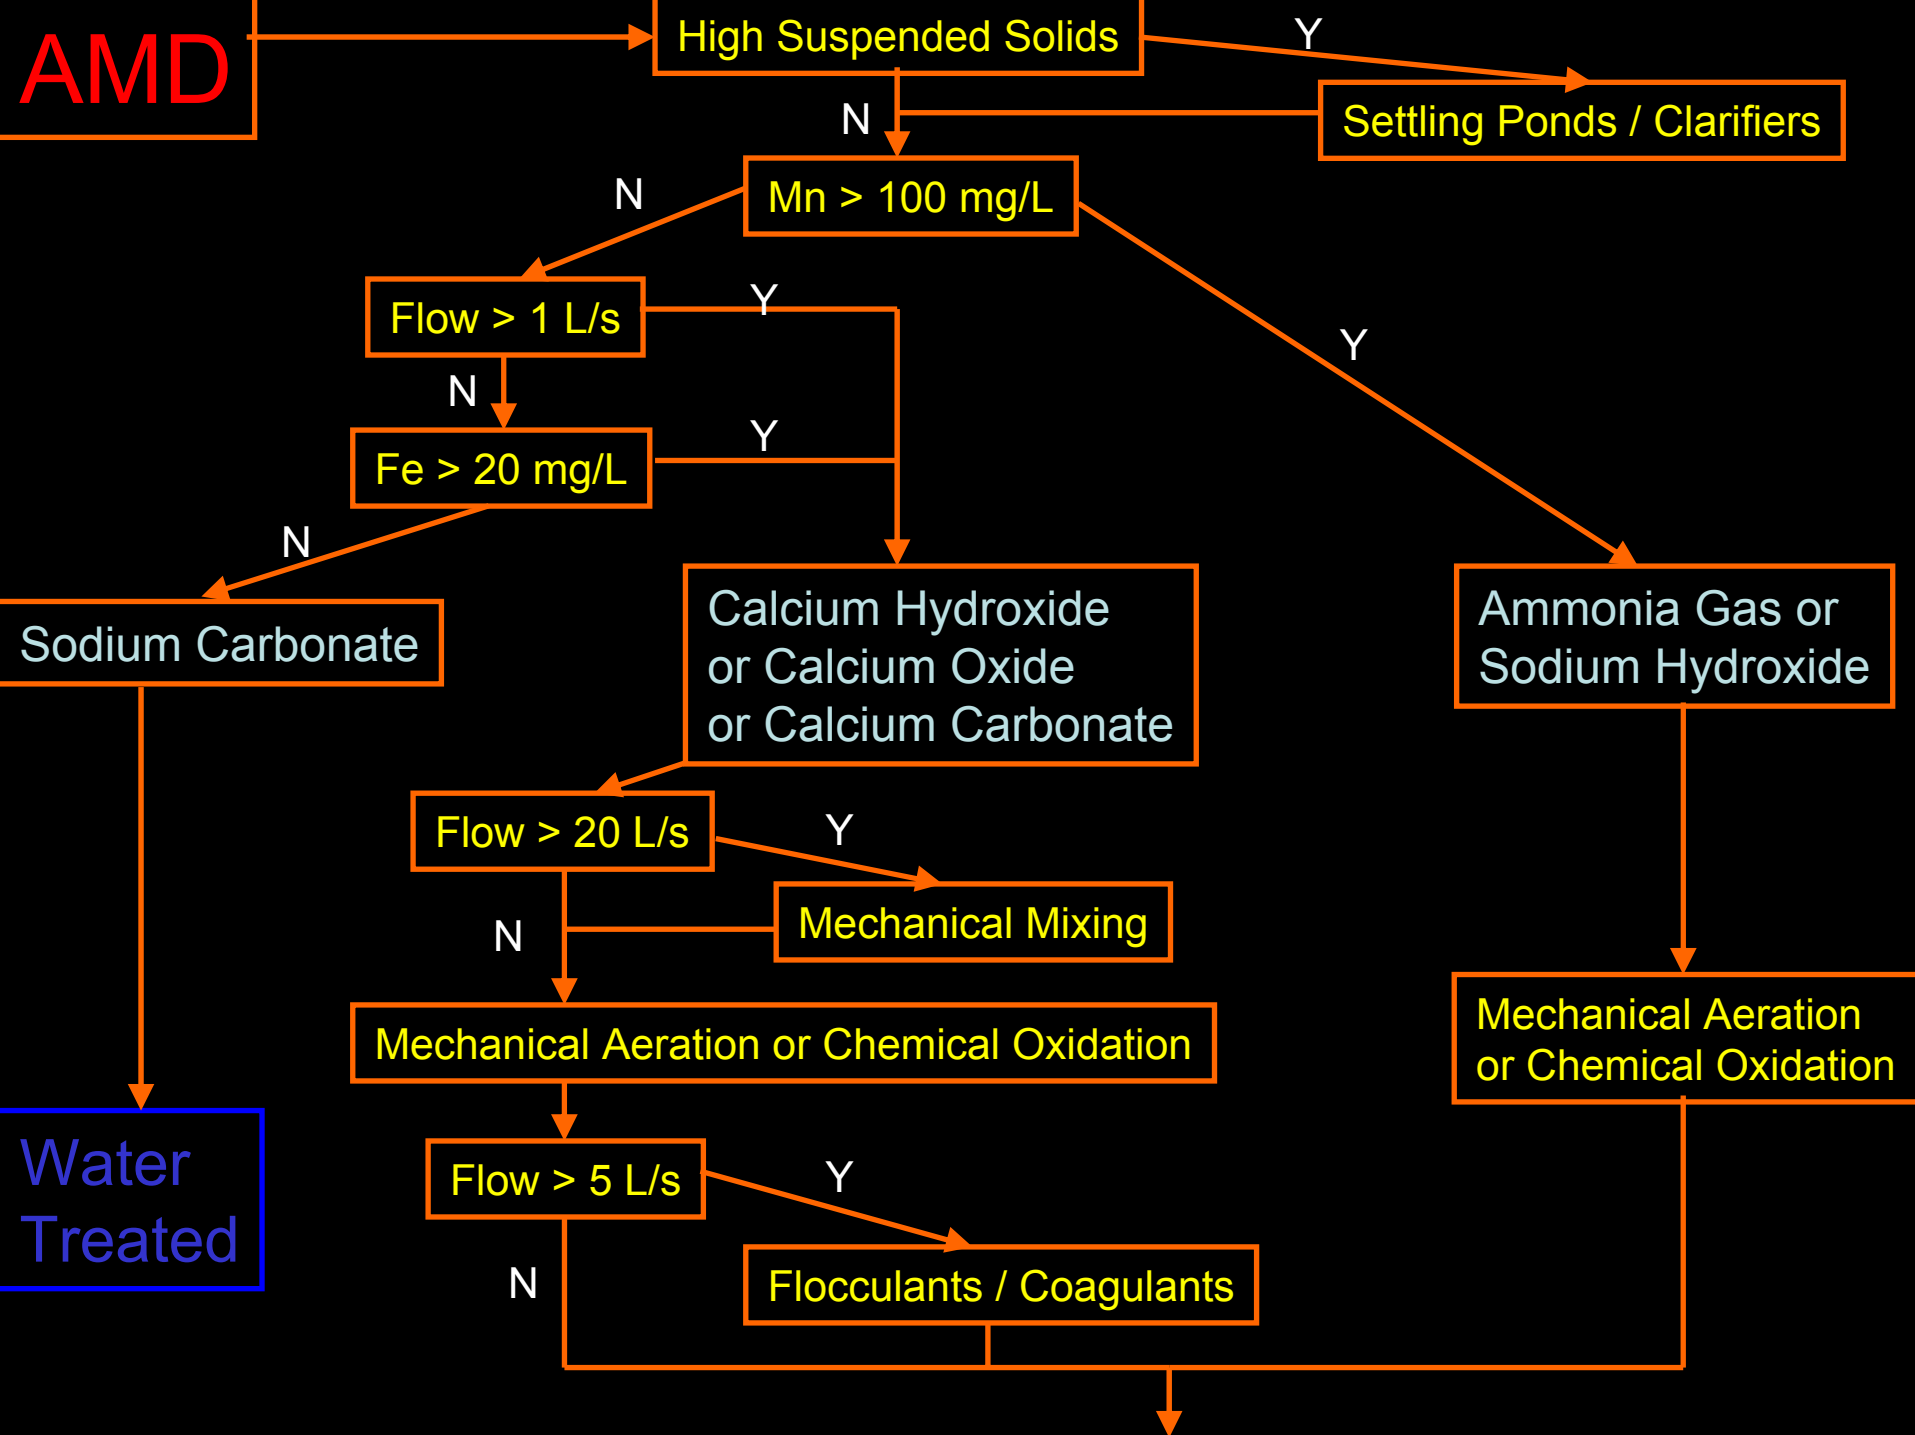 AMD
High Suspended Solids
Y
Settling Ponds / Clarifiers
N
Mn > 100 mg/L
N
Flow > 1 L/s
Y
Y
N
Fe > 20 mg/L
Y
N
Sodium Carbonate
Calcium Hydroxide
or Calcium Oxide
or Calcium Carbonate
Ammonia Gas or
Sodium Hydroxide
Flow > 20 L/s
Y
Mechanical Mixing
N
Mechanical Aeration or Chemical Oxidation
Mechanical Aeration
or Chemical Oxidation
Water
Treated
Flow > 5 L/s
Y
N
Flocculants / Coagulants